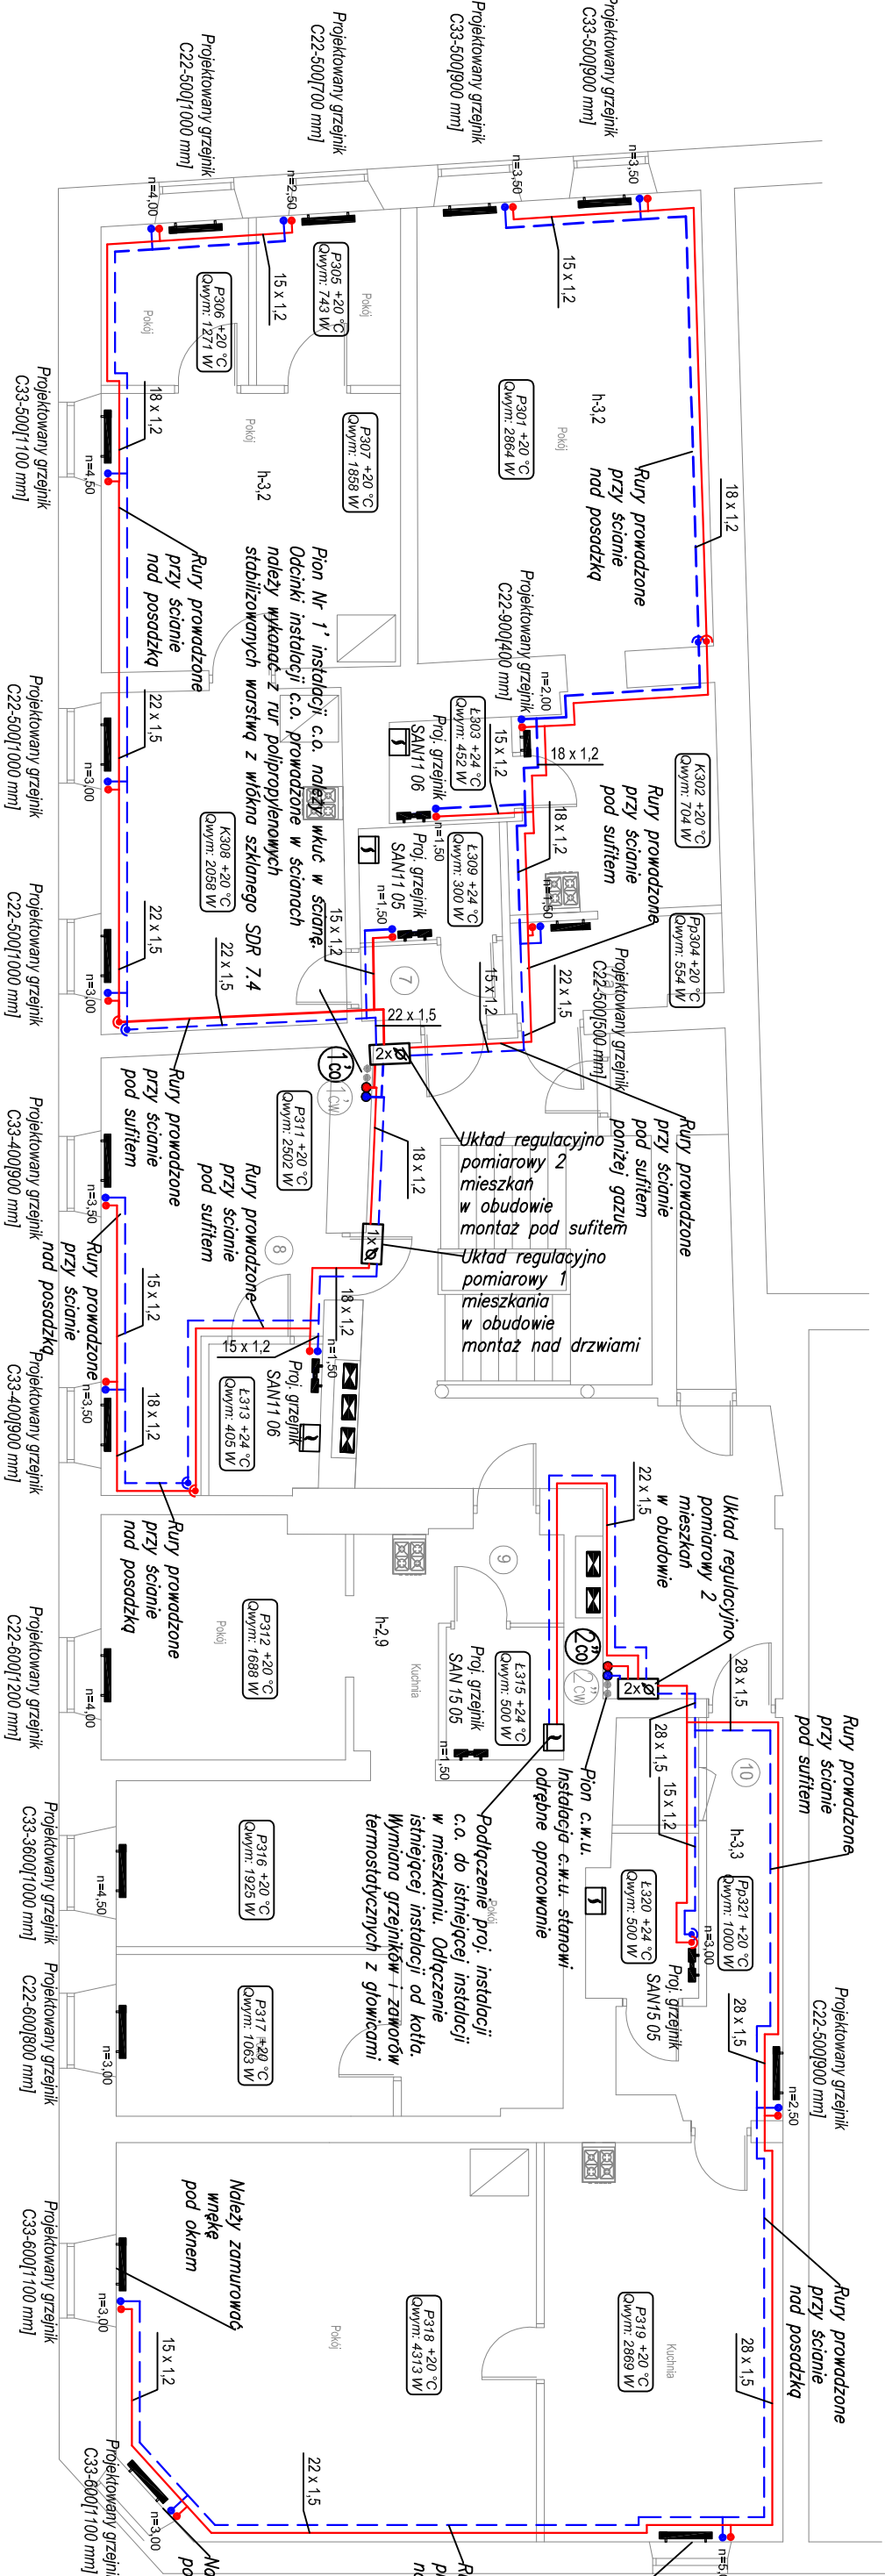 Projektowany grzejnik
C22-500[1000 mm]
Projektowany grzejnik
C22-500[700 mm]
Projektowany grzejnik
C33-500[900 mm]
Projektowany grzejnik
C33-500[900 mm]
n=4,00
n=2,50
n=3,50
n=3,50
15 x 1,2
15 x 1,2
P306 +20 °C
Qwym: 1271 W
Pokój
P305 +20 °C
Qwym: 743 W
Pokój
P301 +20 °C
Qwym: 2864 W
Pokój
h-3,2
Rury prowadzone
przy ścianie
nad posadzką
18 x 1,2
Projektowany grzejnik
C33-500[1100 mm]
n=4,50
18 x 1,2
Rury prowadzone
przy ścianie
nad posadzką
Pokój
h-3,2
P307 +20 °C
Qwym: 1858 W
Pion Nr 1' instalacji c.o. należy wkuć w ścianę.
Odcinki instalacji c.o. prowadzone w ścianach
należy wykonać z rur polipropylenowych
stabilizowanych warstwą z włókna szklanego SDR 7.4
Projektowany grzejnik
C22-900[400 mm]
n=2,00
Ł303 +24 °C
Qwym: 452 W
Proj. grzejnik
SAN11 06
n=1,50
15 x 1,2
18 x 1,2
18 x 1,2
K302 +20 °C
Qwym: 704 W
Rury prowadzone
przy ścianie
pod sufitem
Projektowany grzejnik
C22-500[1000 mm]
n=3,00
22 x 1,5
K308 +20 °C
Qwym: 2058 W
Ł309 +24 °C
Qwym: 300 W
Proj. grzejnik
SAN11 05
n=1,50
15 x 1,2
7
n=1,50
Pp304 +20 °C
Qwym: 554 W
Projektowany grzejnik
C22-500[500 mm]
Projektowany grzejnik
C22-500[1000 mm]
n=3,00
22 x 1,5
22 x 1,5
22 x 1,5
15 x 1,2
22 x 1,5
Rury prowadzone
przy ścianie
pod sufitem
poniżej gazu
Rury prowadzone
przy ścianie
pod sufitem
2x
1'co
1'cw
P311 +20 °C
Qwym: 2502 W
18 x 1,2
Układ regulacyjno
pomiarowy 2
mieszkań
w obudowie
montaż pod sufitem
Układ regulacyjno
pomiarowy 1
mieszkania
w obudowie
montaż nad drzwiami
1x
Projektowany grzejnik
C33-400[900 mm]
n=3,50
Rury prowadzone
przy ścianie
nad posadzką
15 x 1,2
Rury prowadzone
przy ścianie
pod sufitem
8
18 x 1,2
15 x 1,2
n=1,50
Proj. grzejnik
SAN11 06
Ł313 +24 °C
Qwym: 405 W
Projektowany grzejnik
C33-400[900 mm]
n=3,50
18 x 1,2
Rury prowadzone
przy ścianie
nad posadzką
9
22 x 1,5
Układ regulacyjno
pomiarowy 2
mieszkań
w obudowie
Projektowany grzejnik
C22-600[1200 mm]
n=4,00
P312 +20 °C
Qwym: 1688 W
Pokój
h-2,9
Kuchnia
Ł315 +24 °C
Qwym: 500 W
Proj. grzejnik
SAN 15 05
n=1,50
2"co
2"cw
2x
28 x 1,5
28 x 1,5
15 x 1,2
10
h-3,3
Rury prowadzone
przy ścianie
pod sufitem
Pion c.w.u.
Instalacja c.w.u. stanowi
odrębne opracowanie
Podłączenie proj. instalacji
c.o. do istniejącej instalacji
w mieszkaniu. Odłączenie
istniejącej instalacji od kotła.
Wymiana grzejników i zaworów
termostatycznych z głowicami
Pokój
Projektowany grzejnik
C33-3600[1000 mm]
n=4,50
P316 +20 °C
Qwym: 1925 W
Ł320 +24 °C
Qwym: 500 W
Pp321 +20 °C
Qwym: 1000 W
n=3,00
Proj. grzejnik
SAN15 05
28 x 1,5
Projektowany grzejnik
C22-500[900 mm]
n=2,50
Projektowany grzejnik
C22-600[800 mm]
n=3,00
P317 +20 °C
Qwym: 1063 W
Należy zamurować
wnękę
pod oknem
Projektowany grzejnik
C33-600[1100 mm]
n=3,00
15 x 1,2
Pokój
P318 +20 °C
Qwym: 4313 W
P319 +20 °C
Qwym: 2869 W
Kuchnia
28 x 1,5
Rury prowadzone
przy ścianie
nad posadzką
22 x 1,5
Projektowany grzejnik
C33-600[1100 mm]
n=3,00